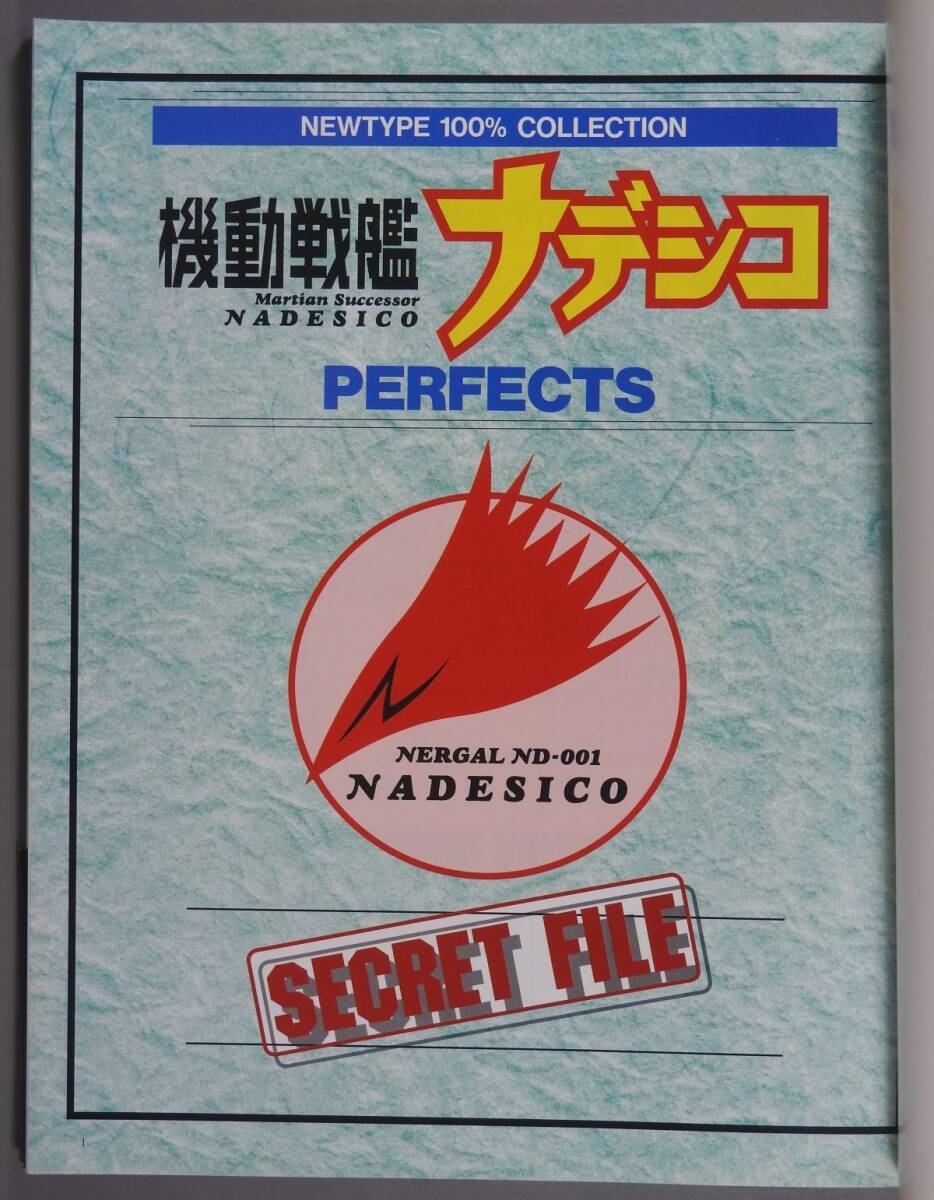 NEWTYPE 100% COLLECTION
機動戦艦
ナデシコ
Martian Successor
NADESICO
PERFECTS
N
NERGAL ND-001
NADESICO
SECRET FILE
1